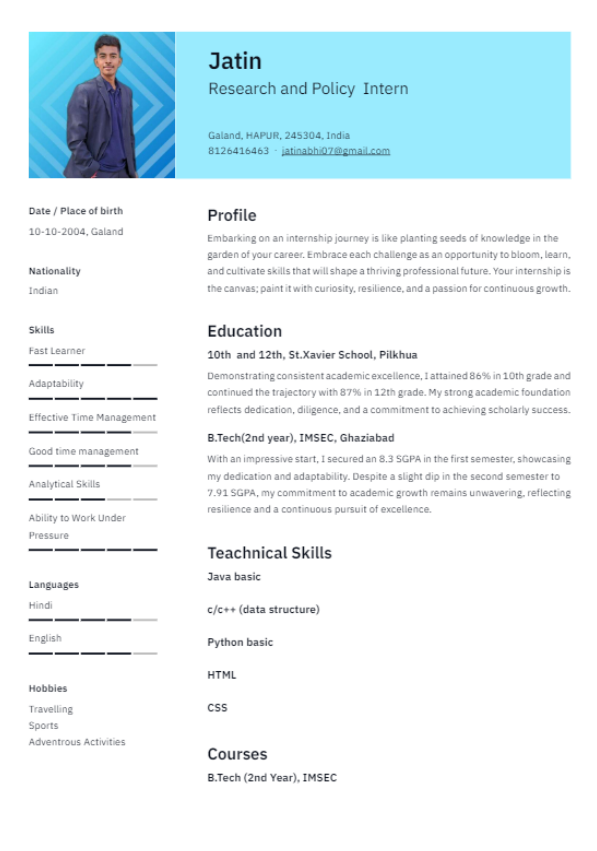 Jatin
Research and Policy  Intern
Galand, HAPUR, 245304, India
8126416463 · jatinabhi07@gmail.com
Date / Place of birth
10-10-2004, Galand
Nationality
Indian
Skills
Fast Learner
Adaptability
Effective Time Management
Good time management
Analytical Skills
Ability to Work Under
Pressure
Languages
Hindi
English
Hobbies
Travelling
Sports
Adventrous Activities
Profile
Embarking on an internship journey is like planting seeds of knowledge in the
garden of your career. Embrace each challenge as an opportunity to bloom, learn,
and cultivate skills that will shape a thriving professional future. Your internship is
the canvas; paint it with curiosity, resilience, and a passion for continuous growth.
Education
10th  and 12th, St.Xavier School, Pilkhua
Demonstrating consistent academic excellence, I attained 86% in 10th grade and
continued the trajectory with 87% in 12th grade. My strong academic foundation
reflects dedication, diligence, and a commitment to achieving scholarly success.
B.Tech(2nd year), IMSEC, Ghaziabad
With an impressive start, I secured an 8.3 SGPA in the first semester, showcasing
my dedication and adaptability. Despite a slight dip in the second semester to
7.91 SGPA, my commitment to academic growth remains unwavering, reflecting
resilience and a continuous pursuit of excellence.
Teachnical Skills
Java basic
c/c++ (data structure)
Python basic
HTML
CSS
Courses
B.Tech (2nd Year), IMSEC